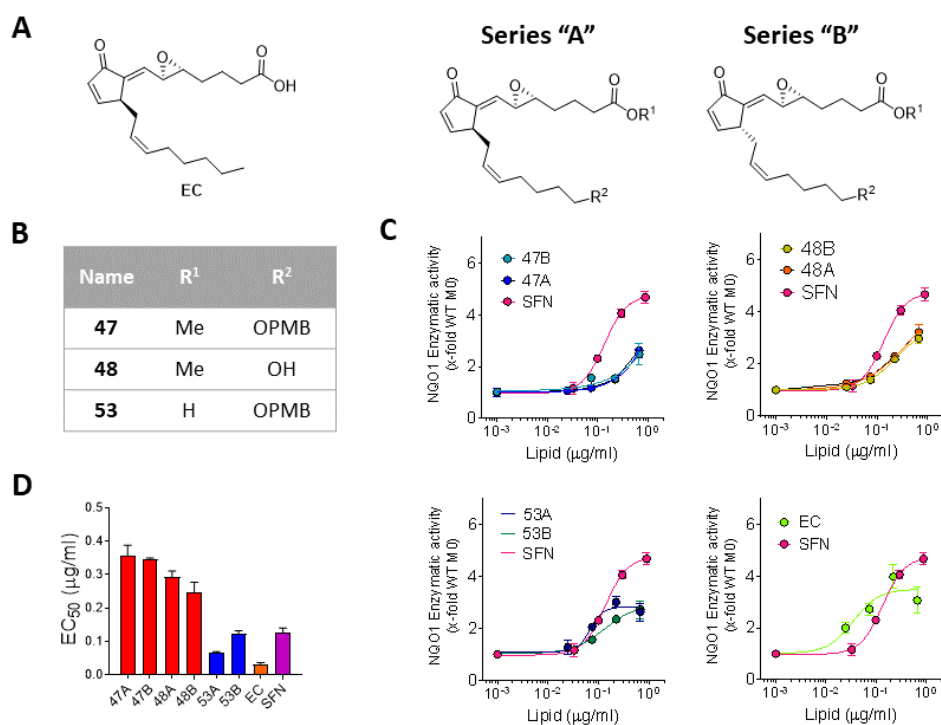 A
Series “A”
Series “B”
O
O
O
OH
EC
O
O
O
OR¹
R²
O
O
O
OR¹
R²
B
Name R¹ R²
47 Me OPMB
48 Me OH
53 H OPMB
C
NQO1 Enzymatic activity
(x-fold WT M0)
6
4
2
0
47B
47A
SFN
10⁻³ 10⁻² 10⁻¹ 10⁰
Lipid (µg/ml)
NQO1 Enzymatic activity
(x-fold WT M0)
6
4
2
0
48B
48A
SFN
10⁻³ 10⁻² 10⁻¹ 10⁰
Lipid (µg/ml)
D
EC₅₀ (µg/ml)
0.5
0.4
0.3
0.2
0.1
0.0
47A 47B 48A 48B 53A 53B EC SFN
NQO1 Enzymatic activity
(x-fold WT M0)
6
4
2
0
53A
53B
SFN
10⁻³ 10⁻² 10⁻¹ 10⁰
Lipid (µg/ml)
NQO1 Enzymatic activity
(x-fold WT M0)
6
4
2
0
EC
SFN
10⁻³ 10⁻² 10⁻¹ 10⁰
Lipid (µg/ml)